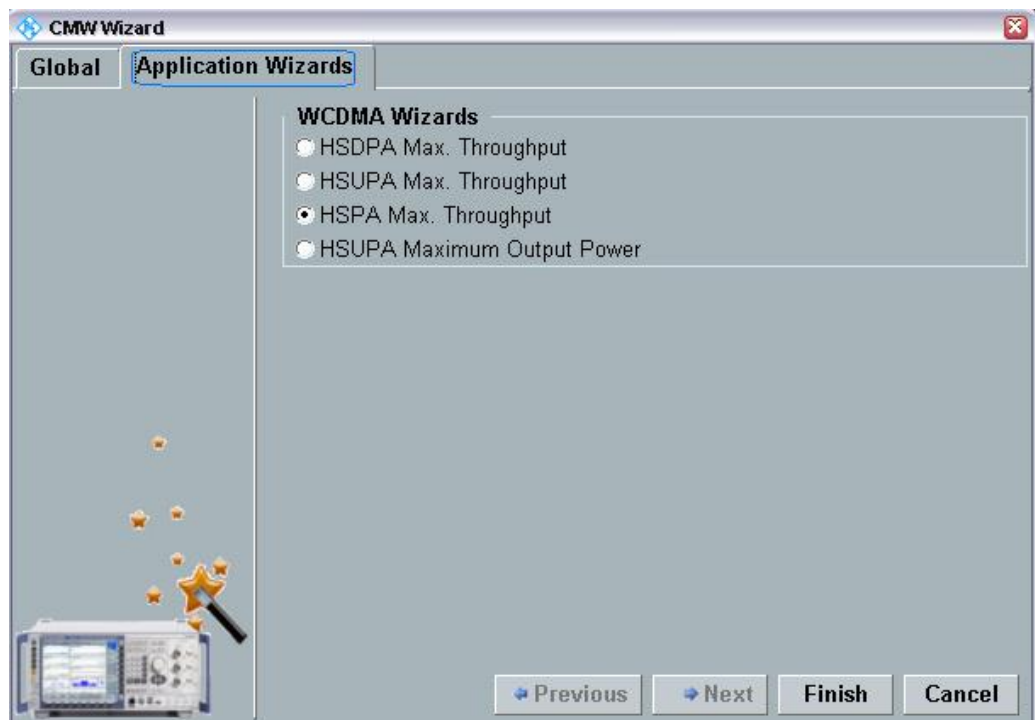 CMW Wizard
Global Application Wizards
WCDMA Wizards
HSDPA Max. Throughput
HSUPA Max. Throughput
HSPA Max. Throughput
HSUPA Maximum Output Power
Previous Next Finish Cancel